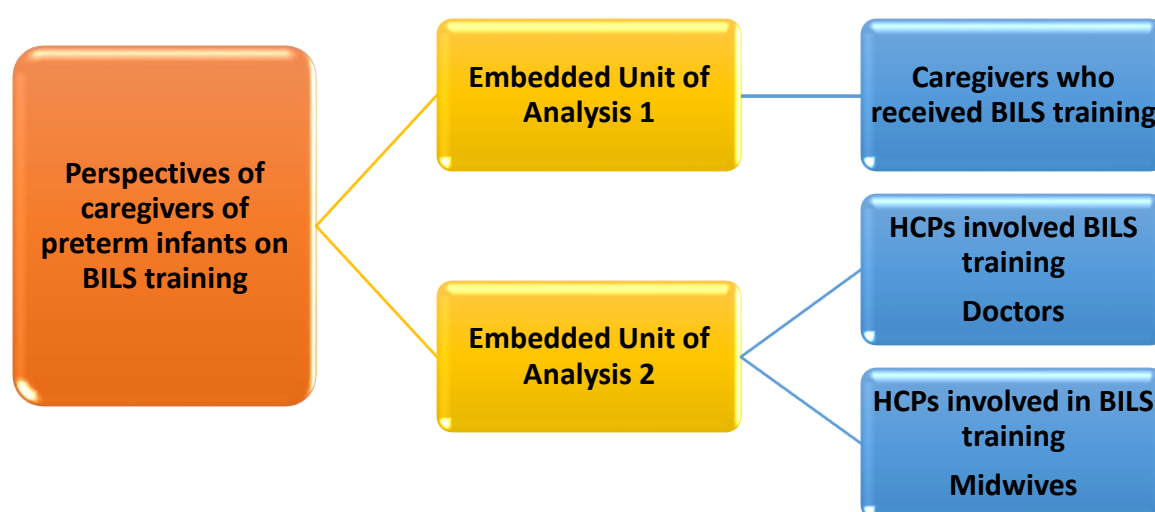 Perspectives of
caregivers of
preterm infants on
BILS training
Embedded Unit of
Analysis 1
Caregivers who
received BILS training
Embedded Unit of
Analysis 2
HCPs involved BILS
training
Doctors
HCPs involved in BILS
training
Midwives